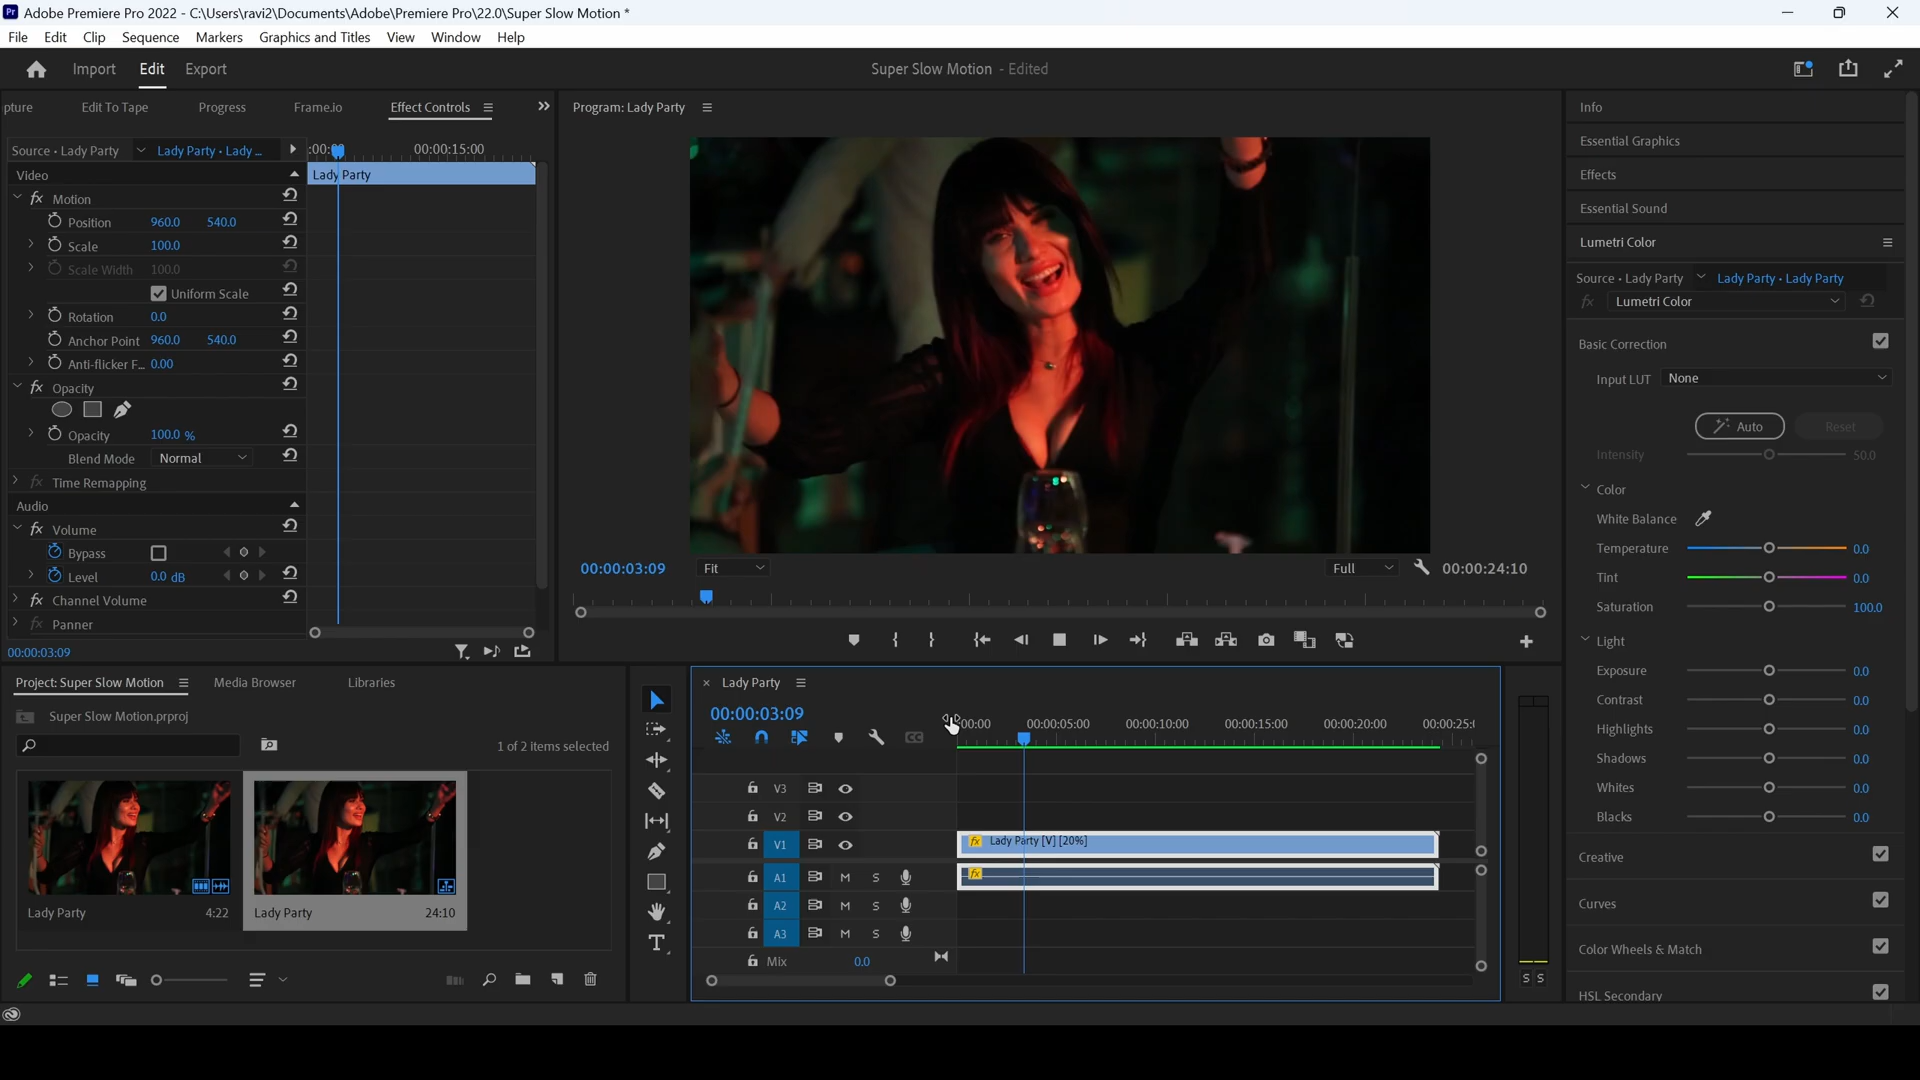 Adobe Premiere Pro 2022 - C:\Users\ravi2\Documents\Adobe\Premiere Pro\22.0\Super Slow Motion *
File Edit Clip Sequence Markers Graphics and Titles View Window Help
Import Edit Export
Super Slow Motion - Edited
pture Edit To Tape Progress Frame.io Effect Controls
Source • Lady Party Lady Party • Lady ...
00:00:15:00
Video
Lady Party
Motion
Position 960.0 540.0
Scale 100.0
Scale Width 100.0
Uniform Scale
Rotation 0.0
Anchor Point 960.0 540.0
Anti-flicker F... 0.00
Opacity
Opacity 100.0 %
Blend Mode Normal
Time Remapping
Audio
Volume
Bypass
Level 0.0 dB
Channel Volume
Panner
00:00:03:09
Program: Lady Party
00:00:03:09 Fit Full 00:00:24:10
Info
Essential Graphics
Effects
Essential Sound
Lumetri Color
Source • Lady Party Lady Party • Lady Party
fx Lumetri Color
Basic Correction
Input LUT None
Auto Reset
Intensity 50.0
Color
White Balance
Temperature 0.0
Tint 0.0
Saturation 100.0
Light
Exposure 0.0
Contrast 0.0
Highlights 0.0
Shadows 0.0
Whites 0.0
Blacks 0.0
Creative
Curves
Color Wheels & Match
HSL Secondary
Project: Super Slow Motion Media Browser Libraries
Super Slow Motion.prproj
1 of 2 items selected
Lady Party 4:22
Lady Party 24:10
Lady Party
00:00:03:09
:00:00 00:00:05:00 00:00:10:00 00:00:15:00 00:00:20:00 00:00:25:0
V3
V2
V1 fx Lady Party [V] [20%]
A1 M S fx
A2 M S
A3 M S
Mix 0.0
S S